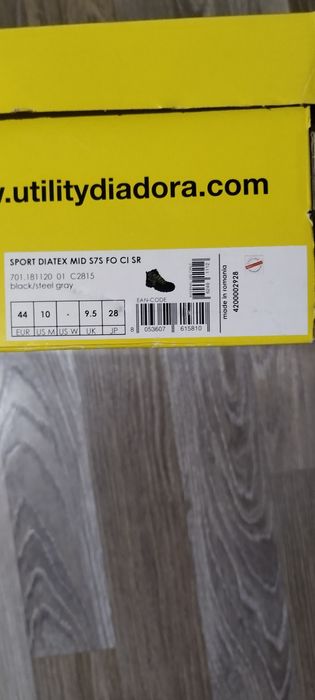 .utilitydiadora.com
SPORT DIATEX MID S7S FO CI SR
701.181120 01 C2815
black/steel gray
EAN-CODE
44 10 - 9.5 28
EUR US M US W UK JP
8 053607 615810
made in romania
4200002928